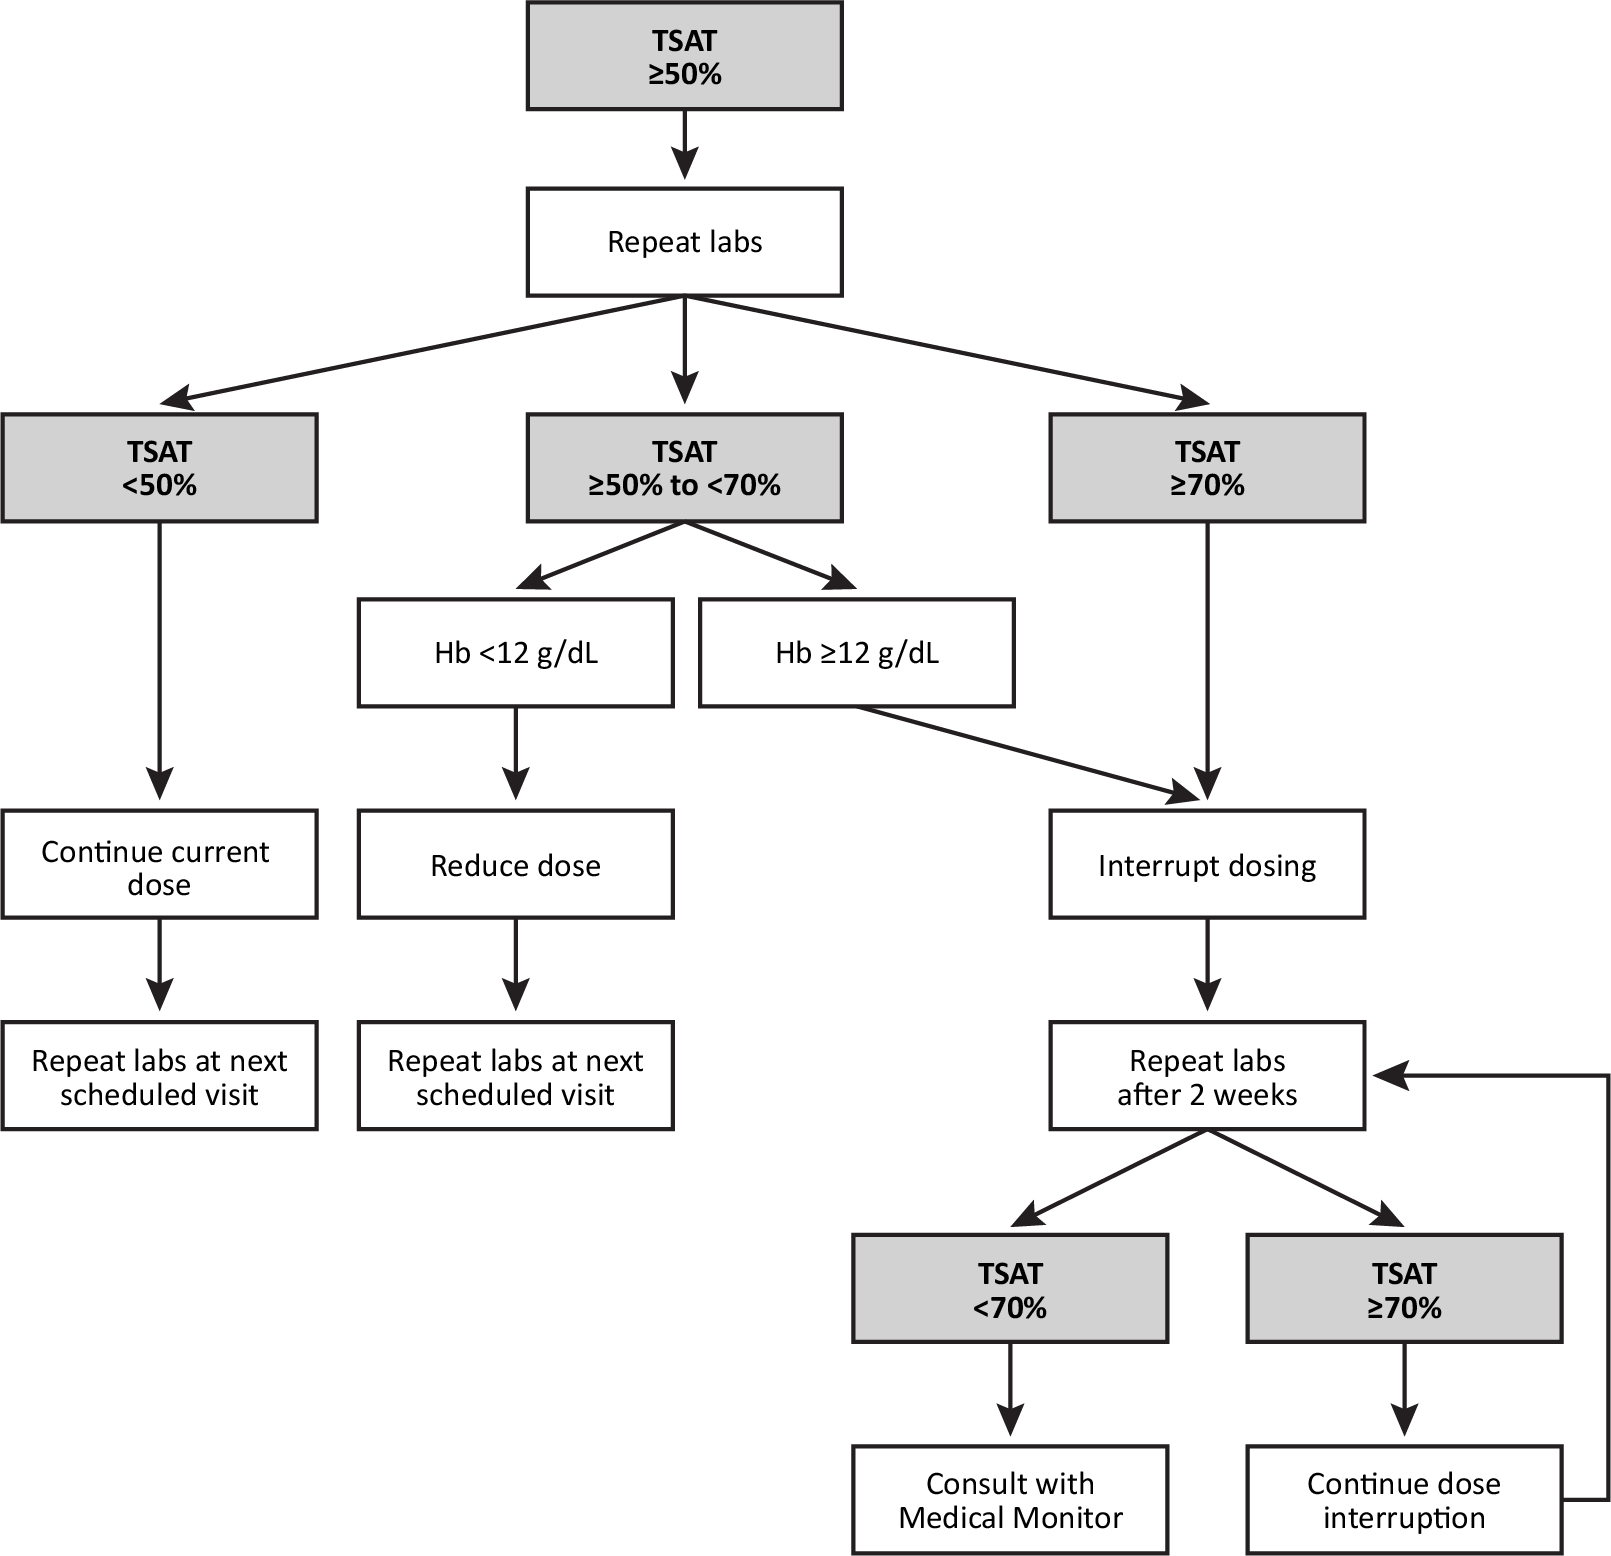 TSAT
≥50%
Repeat labs
TSAT
<50%
TSAT
≥50% to <70%
TSAT
≥70%
Hb <12 g/dL
Hb ≥12 g/dL
Continue current
dose
Reduce dose
Interrupt dosing
Repeat labs at next
scheduled visit
Repeat labs at next
scheduled visit
Repeat labs
after 2 weeks
TSAT
<70%
TSAT
≥70%
Consult with
Medical Monitor
Continue dose
interruption